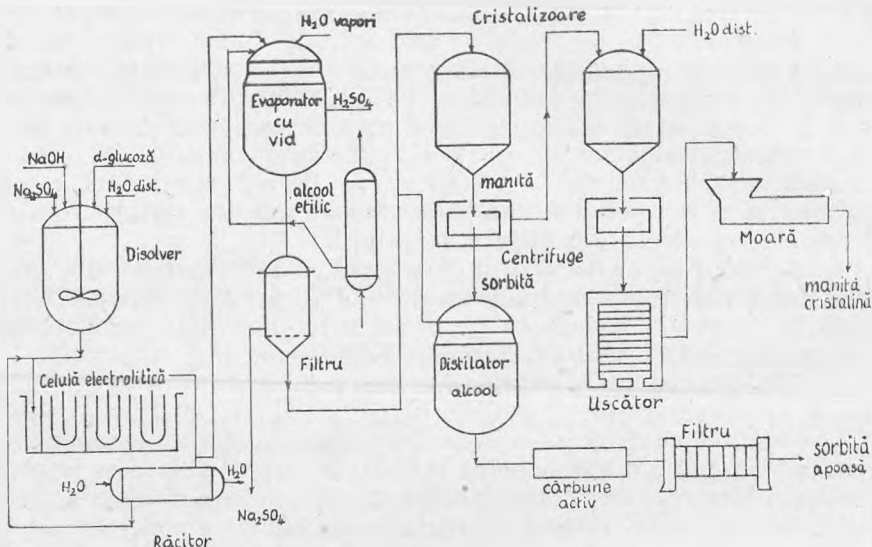 H₂O vapori
Cristalizoare
H₂O dist.
Evaporator
cu
vid
H₂SO₄
NaOH
d-glucoză
Na₂SO₄
H₂O dist.
alcool
etilic
manită
Disolver
Centrifuge
sorbită
Moară
manită
cristalină
Filtru
Distilator
alcool
Celulă electrolitică
Uscător
Filtru
H₂O
H₂O
sorbită
apoasă
cărbune
activ
Na₂SO₄
Răcitor